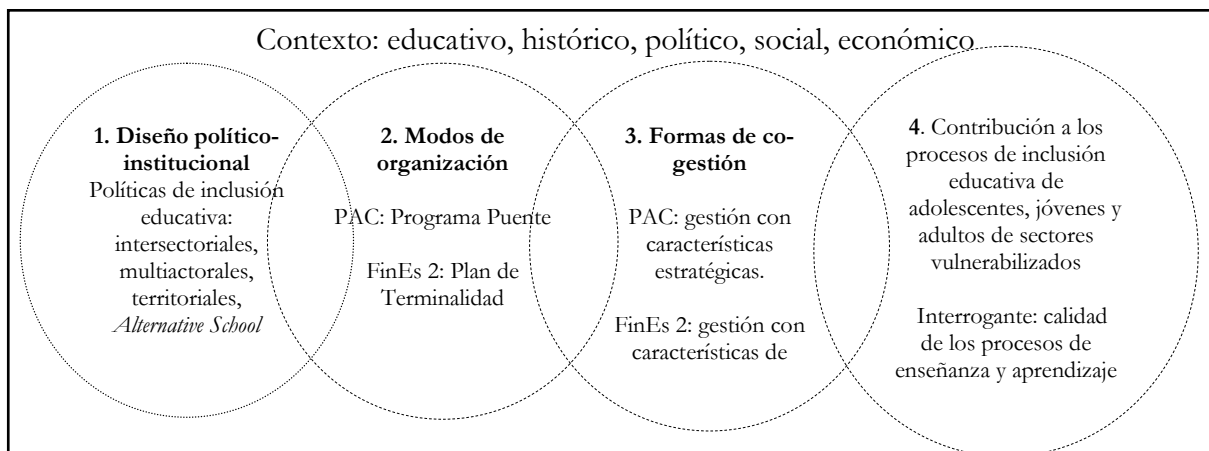 Contexto: educativo, histórico, político, social, económico
1. Diseño político-
institucional
Políticas de inclusión
educativa:
intersectoriales,
multiactorales,
territoriales,
Alternative School
2. Modos de
organización
PAC: Programa Puente
FinEs 2: Plan de
Terminalidad
3. Formas de co-
gestión
PAC: gestión con
características
estratégicas.
FinEs 2: gestión con
características de
4. Contribución a los
procesos de inclusión
educativa de
adolescentes, jóvenes y
adultos de sectores
vulnerabilizados
Interrogante: calidad
de los procesos de
enseñanza y aprendizaje